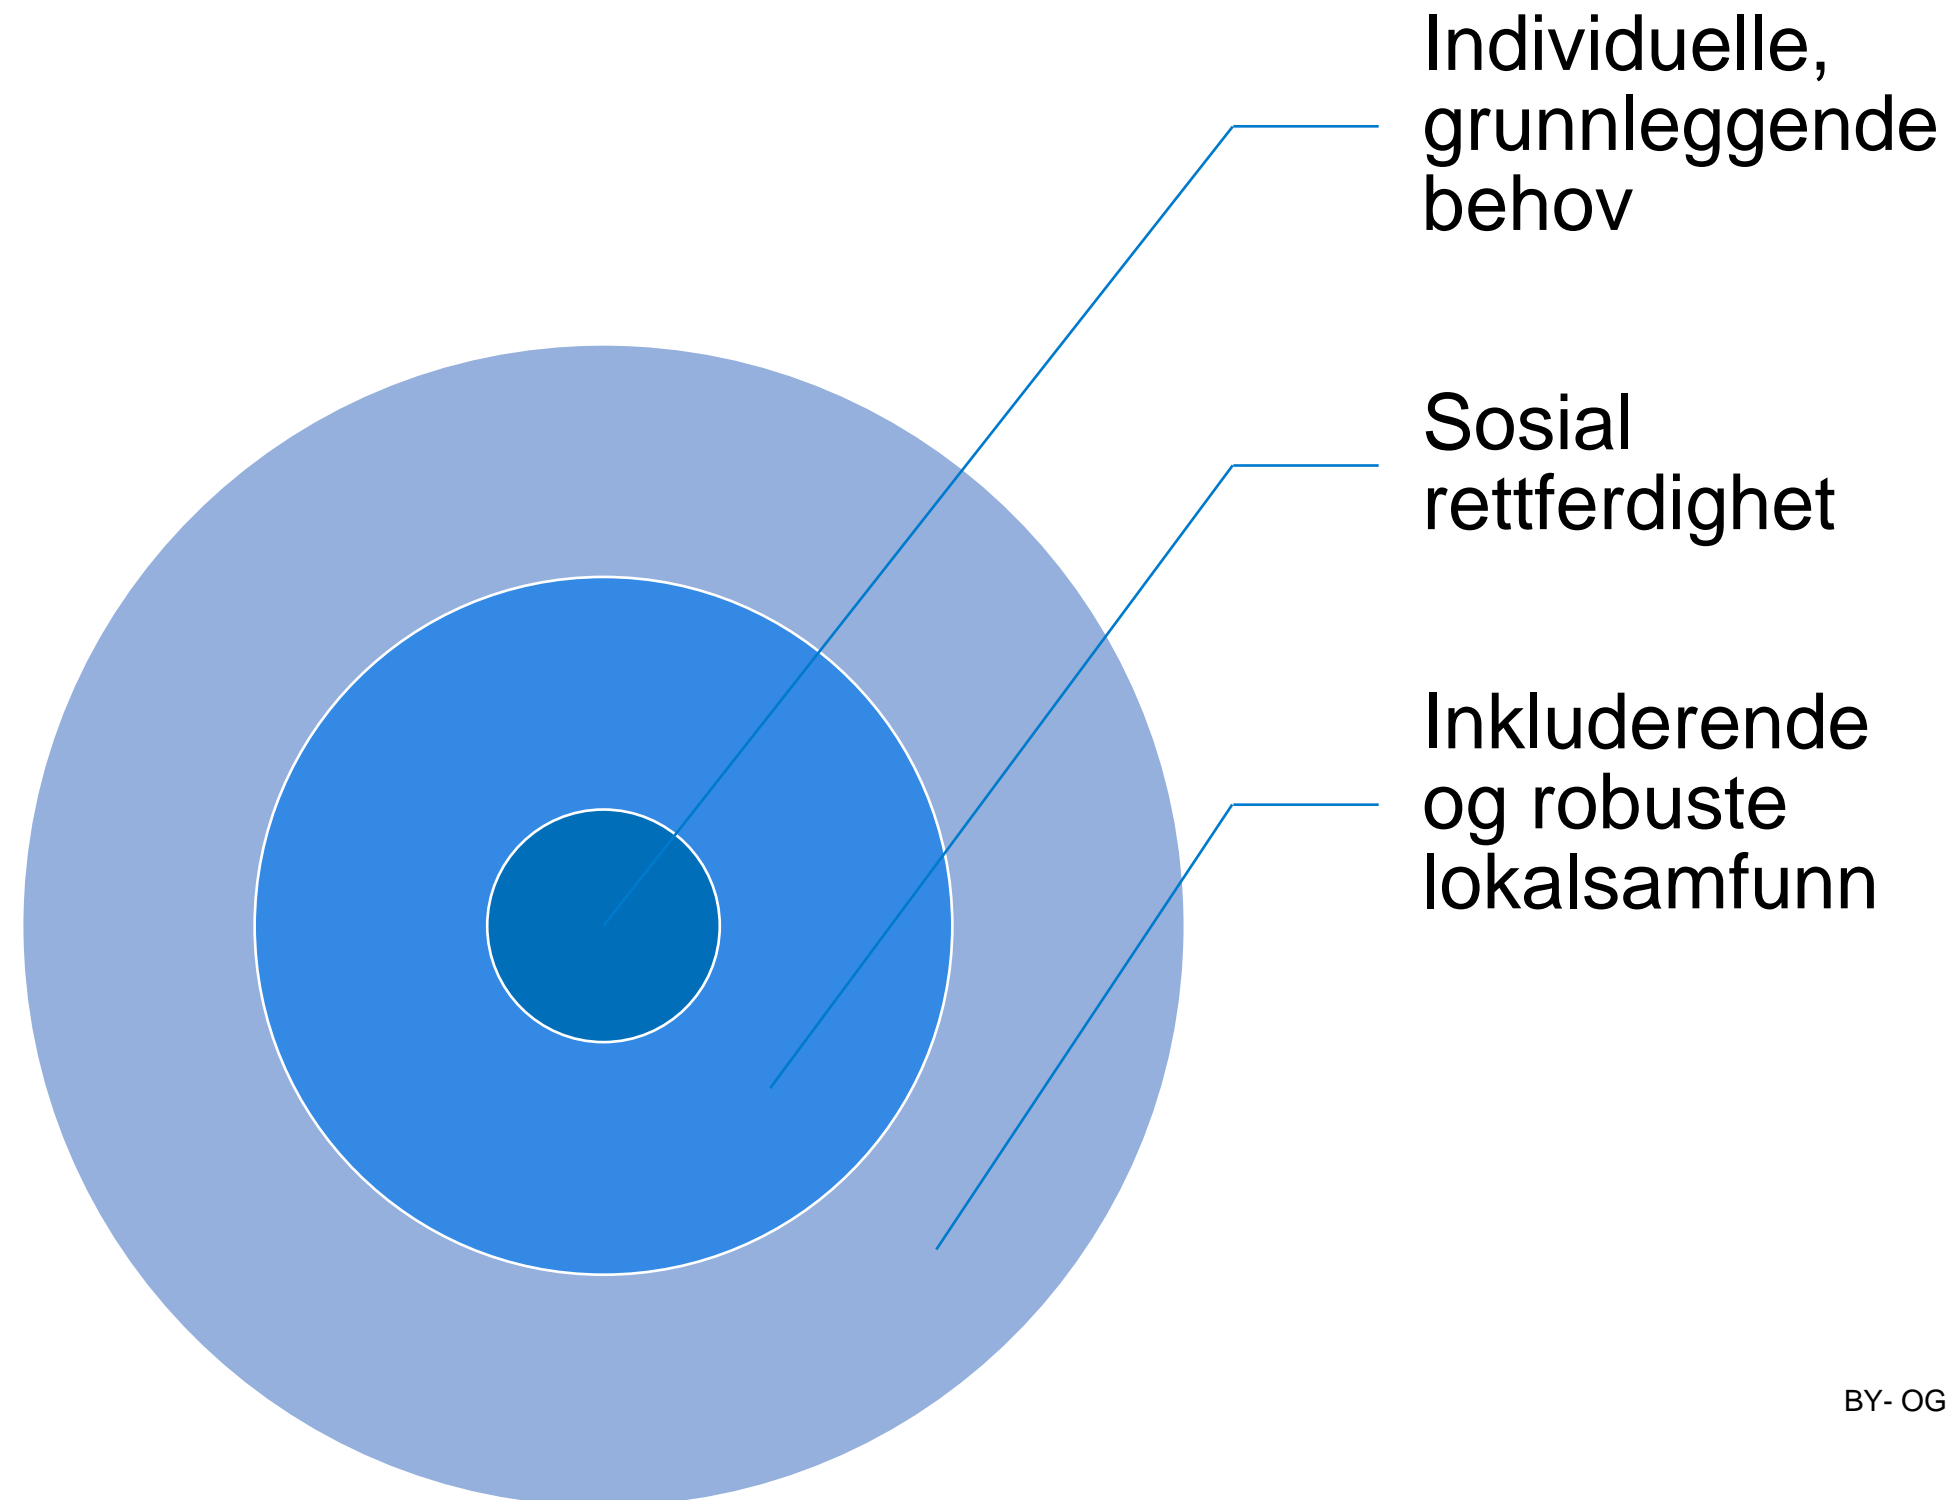 Individuelle,
grunnleggende
behov
Sosial
rettferdighet
Inkluderende
og robuste
lokalsamfunn
BY- OG